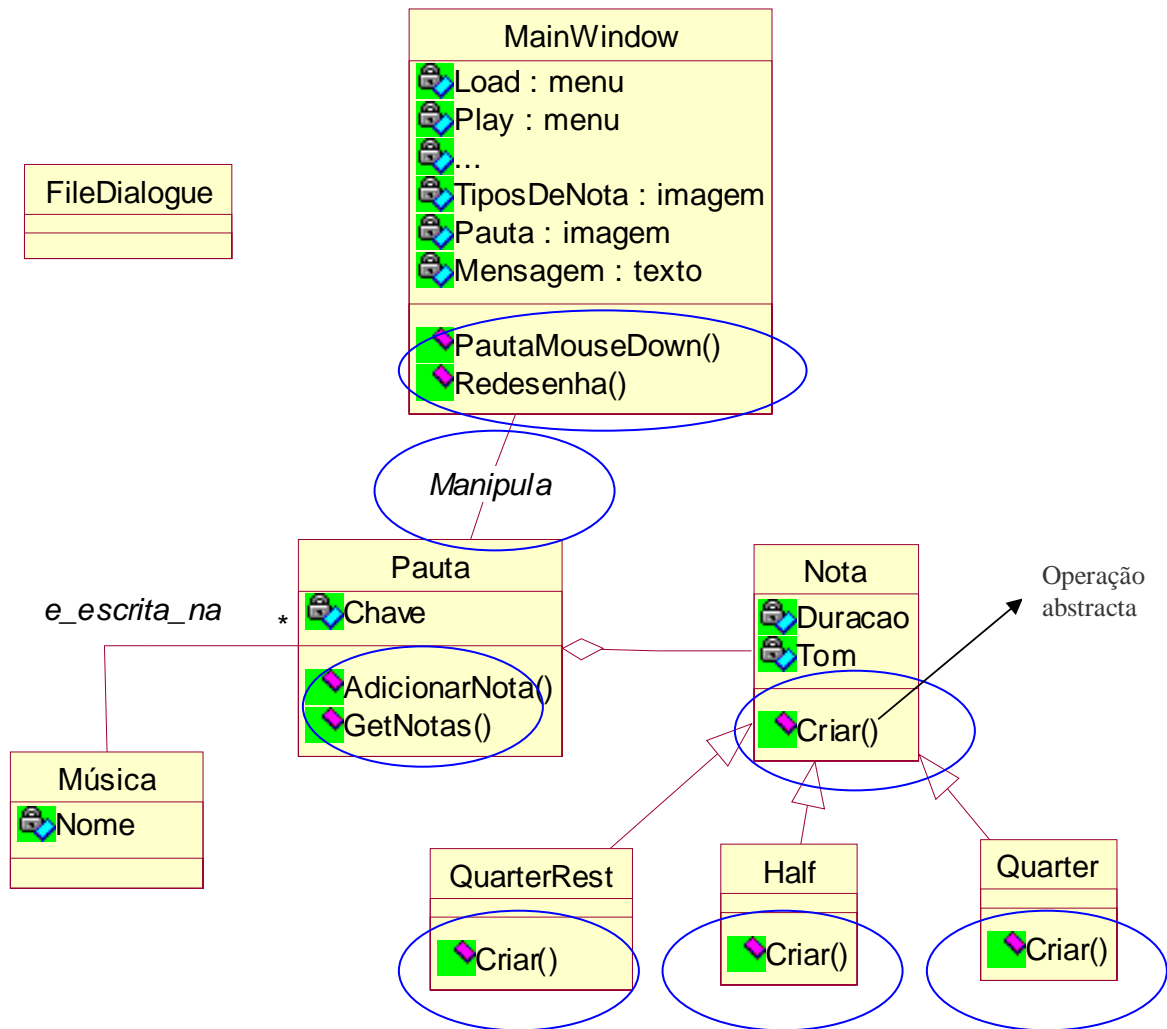 MainWindow
Load : menu
Play : menu
...
TiposDeNota : imagem
Pauta : imagem
Mensagem : texto
PautaMouseDown()
Redesenha()
FileDialogue
Manipula
Pauta
Chave
AdicionarNota()
GetNotas()
e_escrita_na
*
Nota
Duracao
Tom
Criar()
Operação
abstracta
Música
Nome
QuarterRest
Criar()
Half
Criar()
Quarter
Criar()